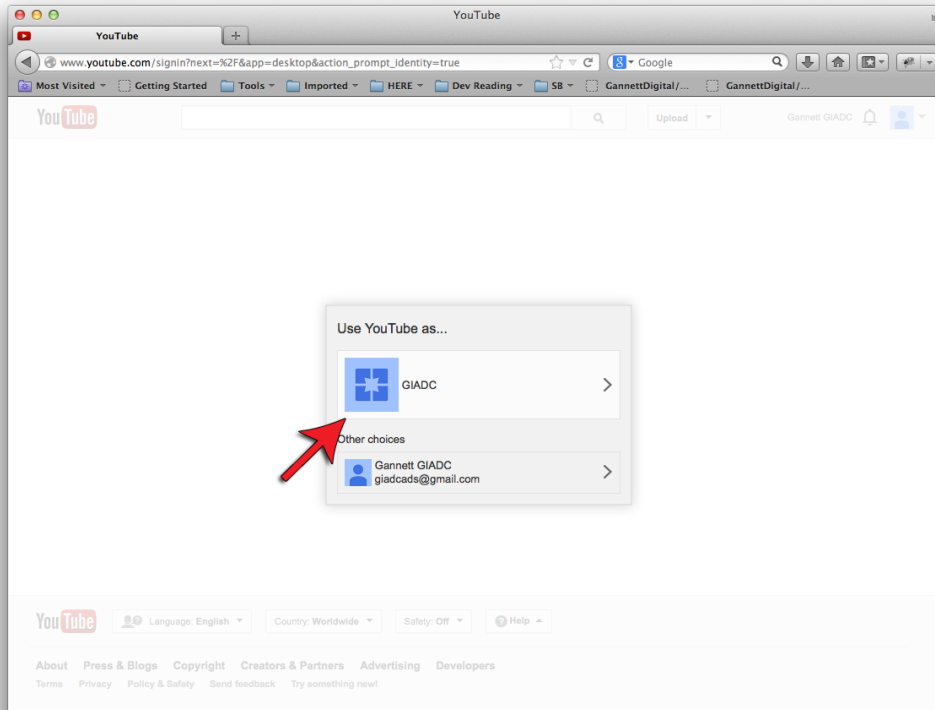 YouTube
YouTube
www.youtube.com/signin?next=%2F&app=desktop&action_prompt_identity=true
Google
Most Visited Getting Started Tools Imported HERE Dev Reading SB GannettDigital/... GannettDigital/...
YouTube Upload Gannett GIADC
Use YouTube as...
GIADC
Other choices
Gannett GIADC
giadcads@gmail.com
YouTube Language: English Country: Worldwide Safety: Off Help
About Press & Blogs Copyright Creators & Partners Advertising Developers
Terms Privacy Policy & Safety Send feedback Try something new!